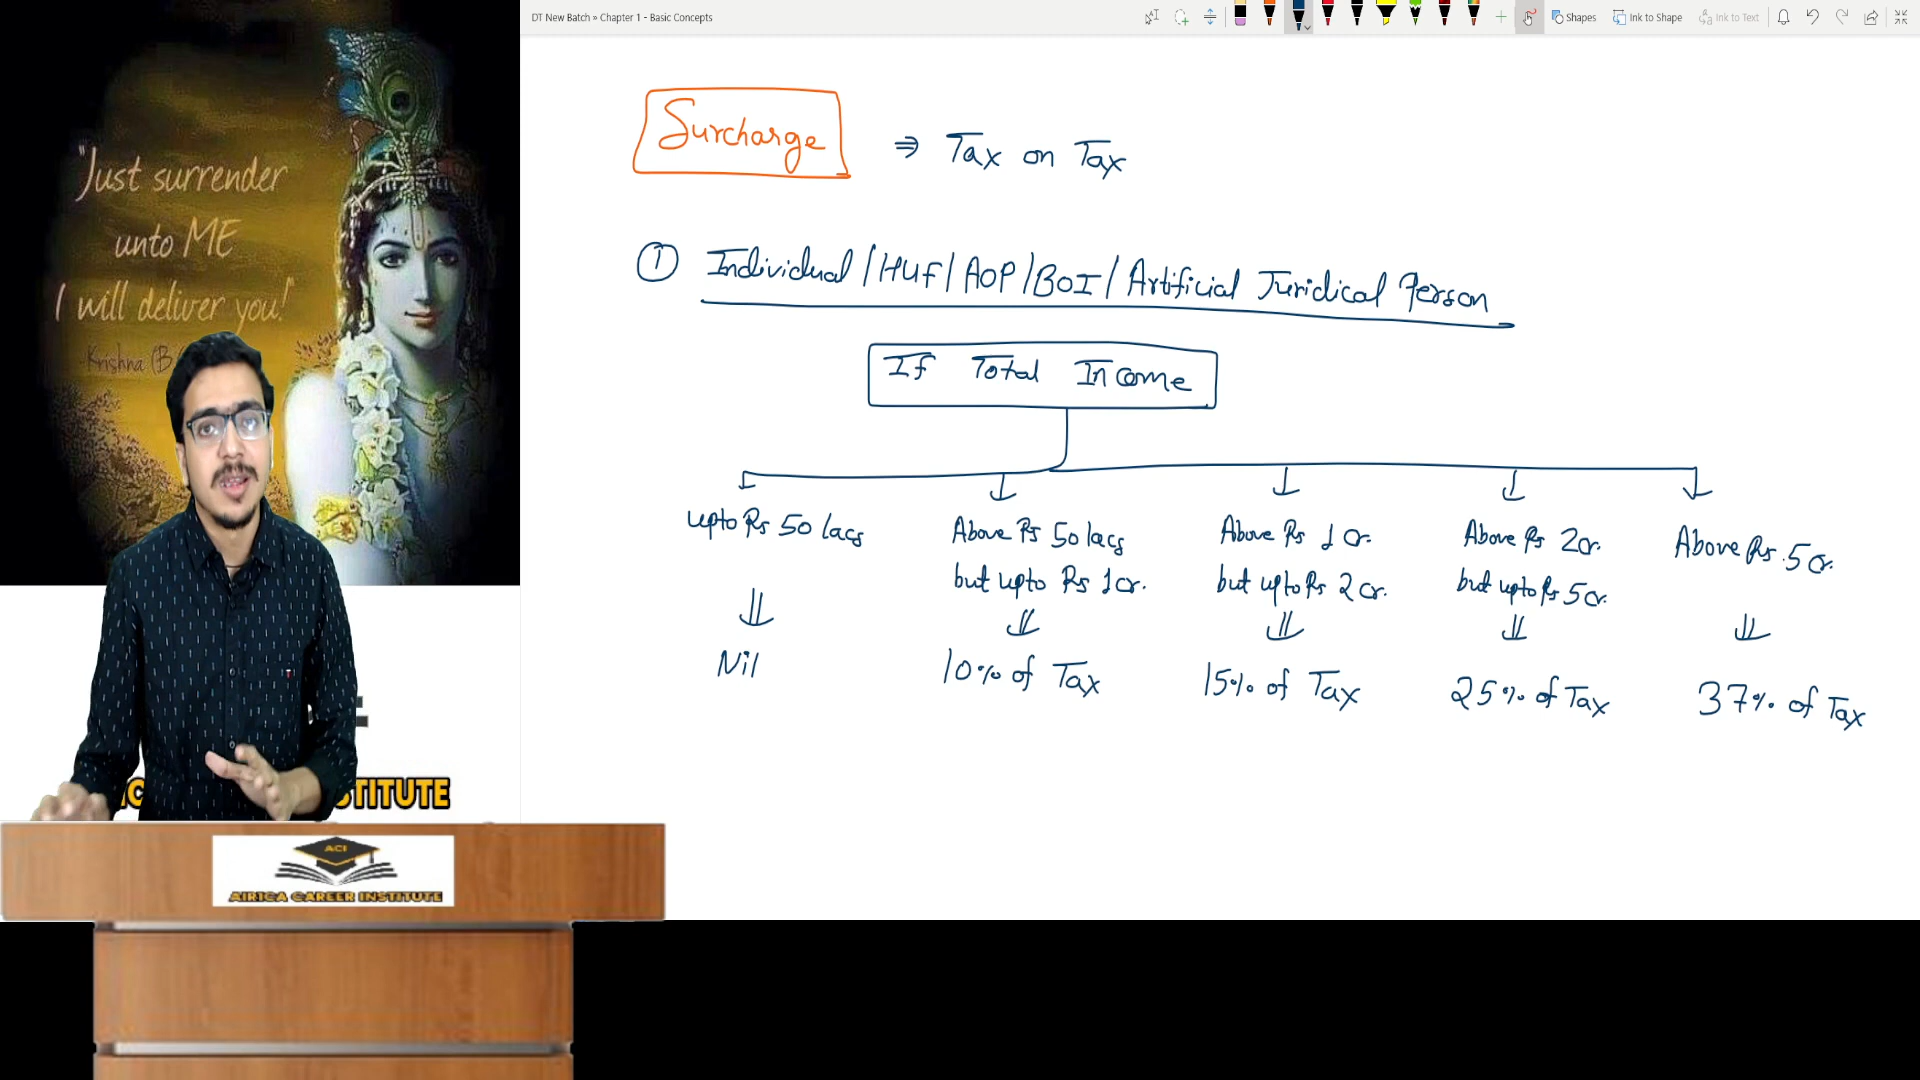 DT New Batch » Chapter 1 - Basic Concepts
Shapes
Ink to Shape
Ink to Text
"Just surrender
unto ME
I will deliver you!"
Krishna (B
Surcharge ⇒ Tax on Tax
① Individual / HUF / AOP / BOI / Artificial Juridical Person
If Total Income
upto Rs 50 lacs
Nil
Above Rs 50 lacs
but upto Rs 1 cr.
10% of Tax
Above Rs 1 Cr.
but upto Rs 2 cr.
15% of Tax
Above Rs 2 cr.
but upto Rs 5 cr.
25% of Tax
Above Rs. 5 cr.
37% of Tax
TITUTE
ACI
AIRICA CAREER INSTITUTE